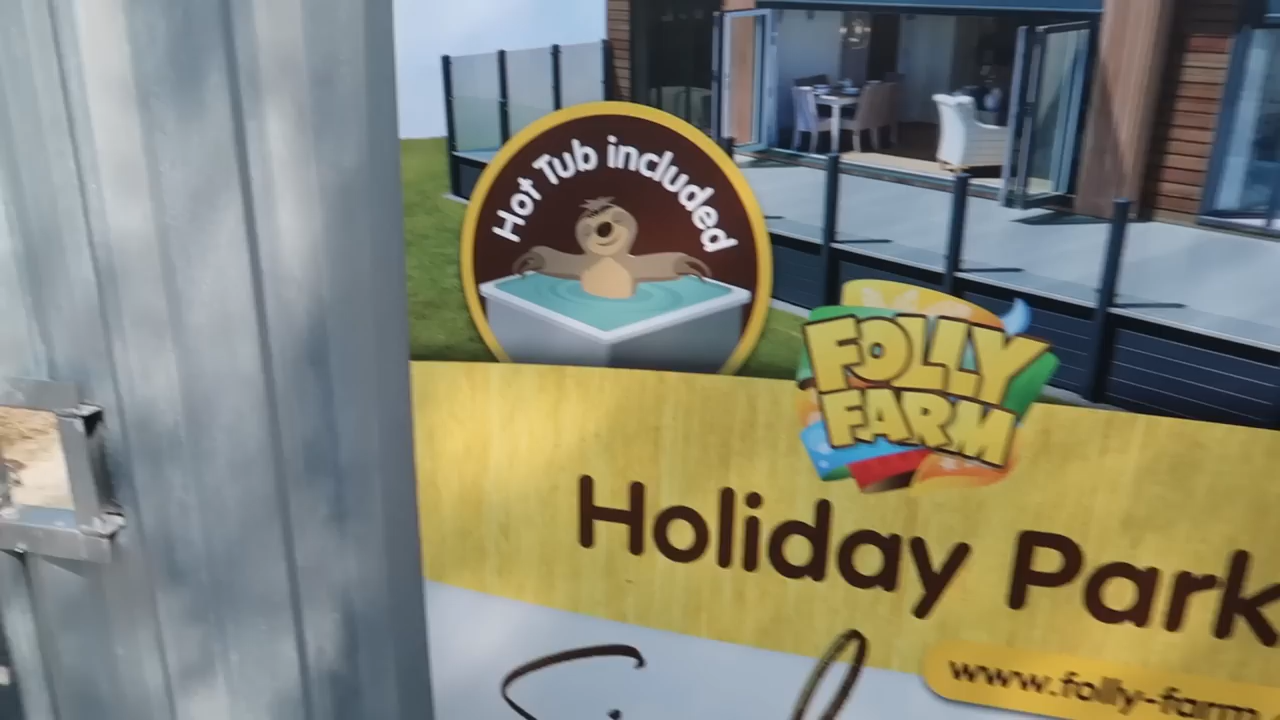 Hot Tub included
FOLLY
FARM
Holiday Park
www.folly-farm.